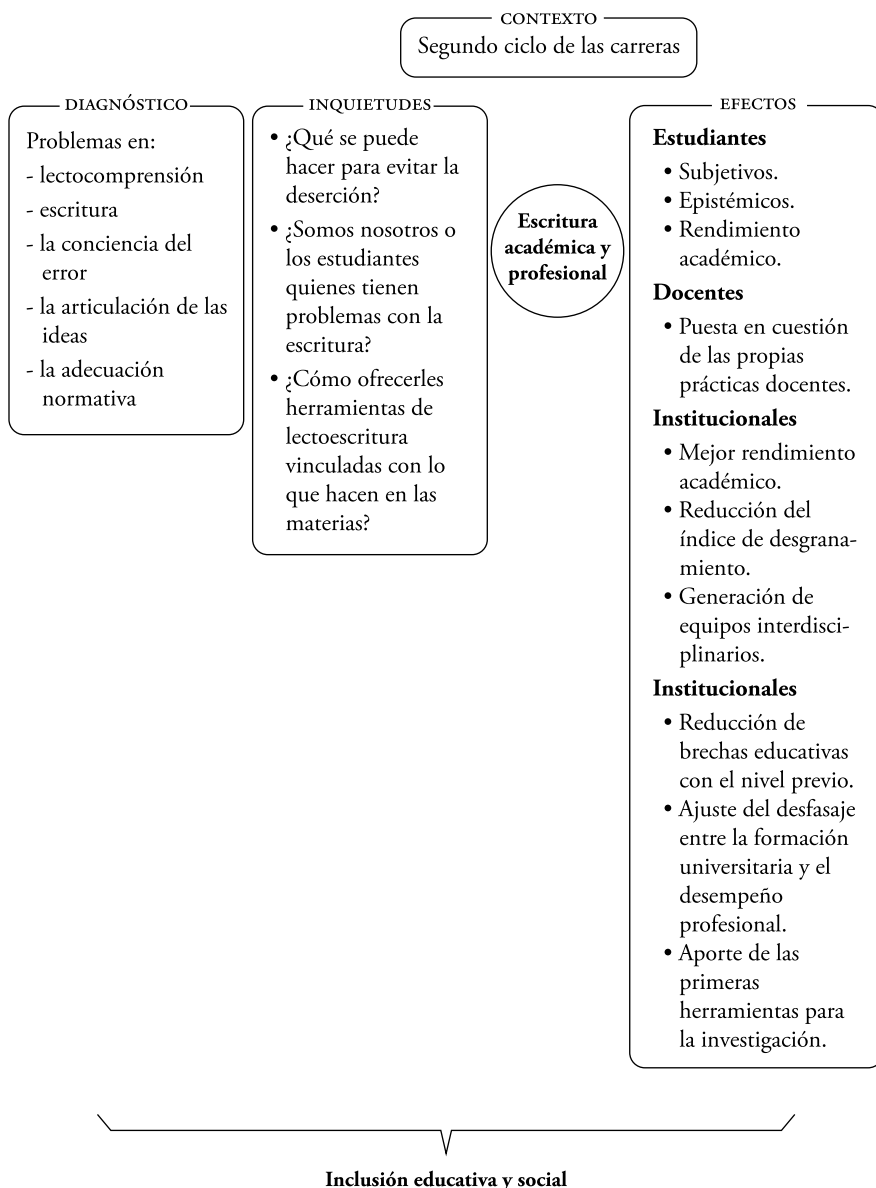 CONTEXTO
Segundo ciclo de las carreras
DIAGNÓSTICO
Problemas en:
- lectocomprensión
- escritura
- la conciencia del
error
- la articulación de las
ideas
- la adecuación
normativa
INQUIETUDES
• ¿Qué se puede
hacer para evitar la
deserción?
• ¿Somos nosotros o
los estudiantes
quienes tienen
problemas con la
escritura?
• ¿Cómo ofrecerles
herramientas de
lectoescritura
vinculadas con lo
que hacen en las
materias?
Escritura
académica y
profesional
EFECTOS
Estudiantes
• Subjetivos.
• Epistémicos.
• Rendimiento
académico.
Docentes
• Puesta en cuestión
de las propias
prácticas docentes.
Institucionales
• Mejor rendimiento
académico.
• Reducción del
índice de desgrana-
miento.
• Generación de
equipos interdisci-
plinarios.
Institucionales
• Reducción de
brechas educativas
con el nivel previo.
• Ajuste del desfasaje
entre la formación
universitaria y el
desempeño
profesional.
• Aporte de las
primeras
herramientas para
la investigación.
Inclusión educativa y social